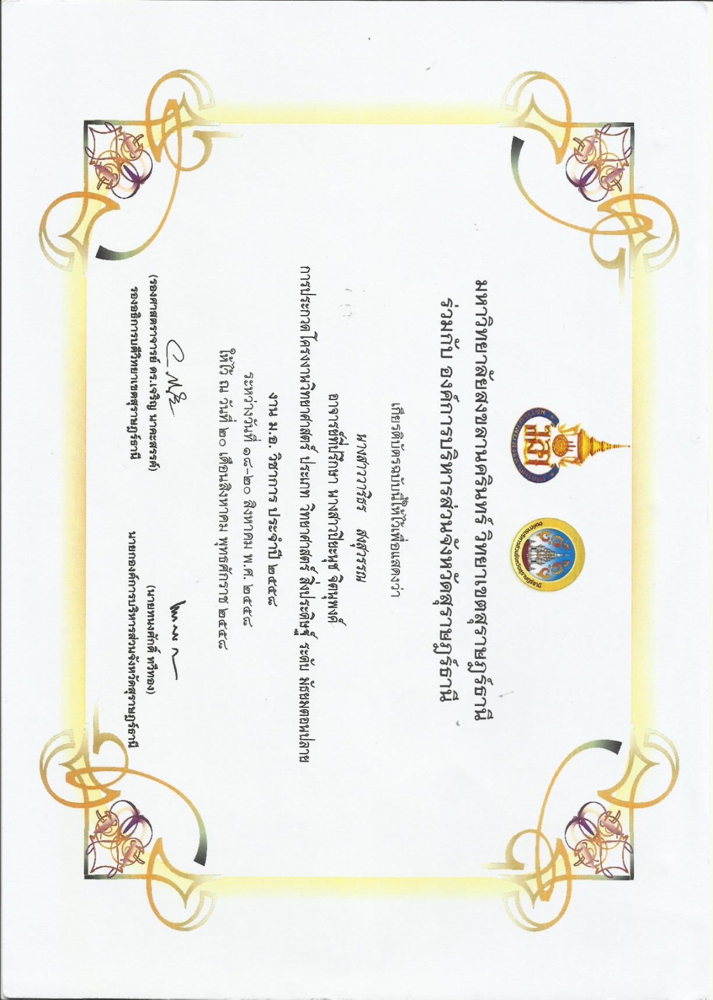 มหาวิทยาลัยสงขลานครินทร์ วิทยาเขตสุราษฎร์ธานี
ร่วมกับ องค์การบริหารส่วนจังหวัดสุราษฎร์ธานี
เกียรติบัตรฉบับนี้ให้ไว้เพื่อแสดงว่า
นางสาววาริธร สงสุวรรณ
อาจารย์ที่ปรึกษา นางสาวปิยะนุช จิตนุพงค์
การประกวดโครงงานวิทยาศาสตร์ ประเภท วิทยาศาสตร์ สิ่งประดิษฐ์ ระดับ มัธยมตอนปลาย
งาน ม.อ. วิชาการ ประจำปี ๒๕๕๘
ระหว่างวันที่ ๑๘-๒๐ สิงหาคม พ.ศ. ๒๕๕๘
ให้ไว้ ณ วันที่ ๒๐ เดือนสิงหาคม พุทธศักราช ๒๕๕๘
(รองศาสตราจารย์ ดร.เจริญ นาคะสรรค์)
รองอธิการบดีวิทยาเขตสุราษฎร์ธานี
(นายทนงศักดิ์ ทวีทอง)
นายกองค์การบริหารส่วนจังหวัดสุราษฎร์ธานี